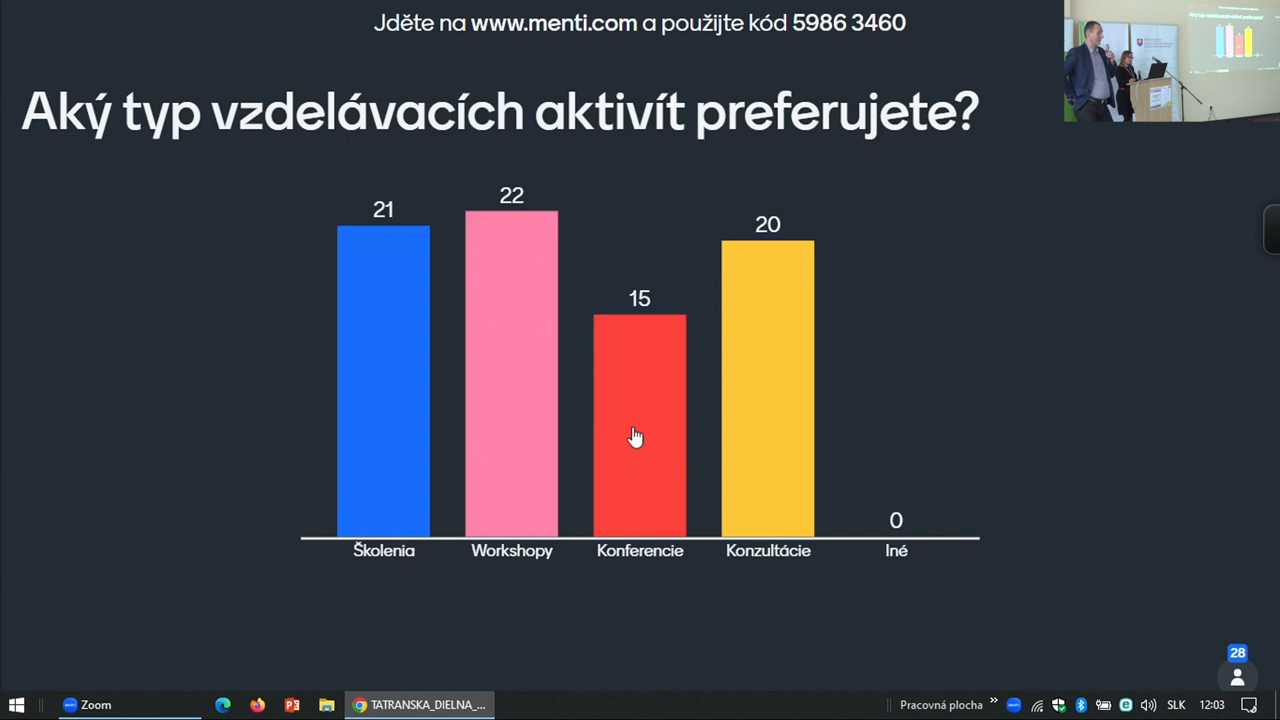 Jděte na www.menti.com a použijte kód 5986 3460
Aký typ vzdelávacích aktivít preferujete?
21
22
15
20
0
Školenia
Workshopy
Konferencie
Konzultácie
Iné
28
Zoom
TATRANSKA_DIELNA_...
Pracovná plocha
SLK
12:03